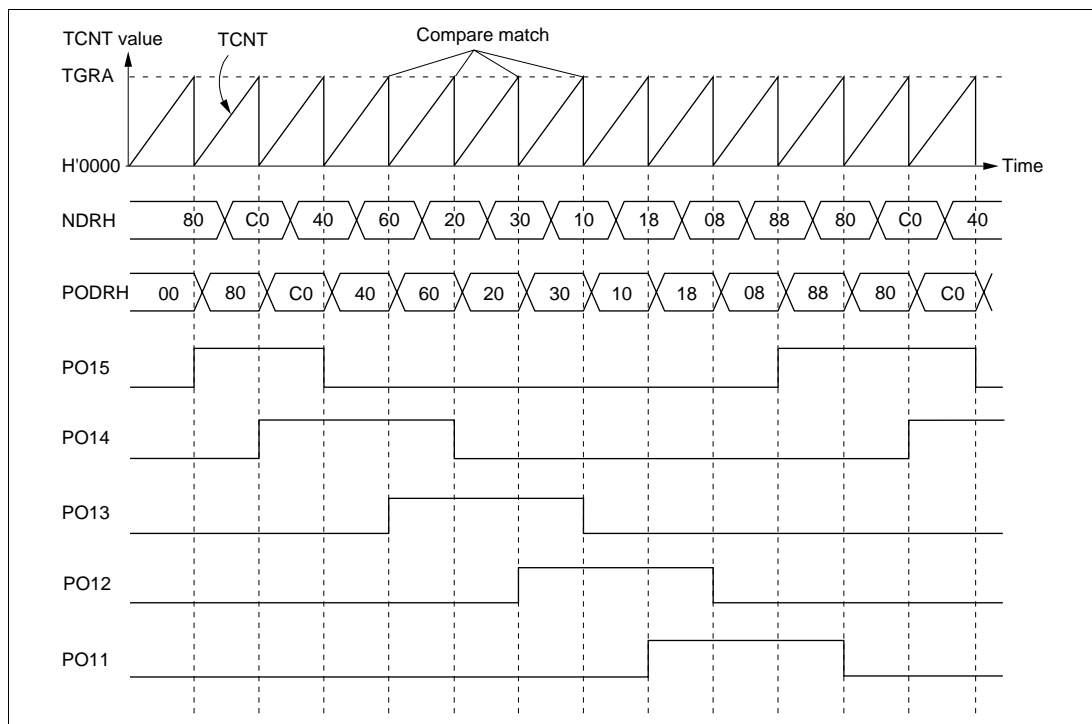 TCNT value
TCNT
Compare match
TGRA
H'0000
Time
NDRH 80 C0 40 60 20 30 10 18 08 88 80 C0 40
PODRH 00 80 C0 40 60 20 30 10 18 08 88 80 C0
PO15
PO14
PO13
PO12
PO11